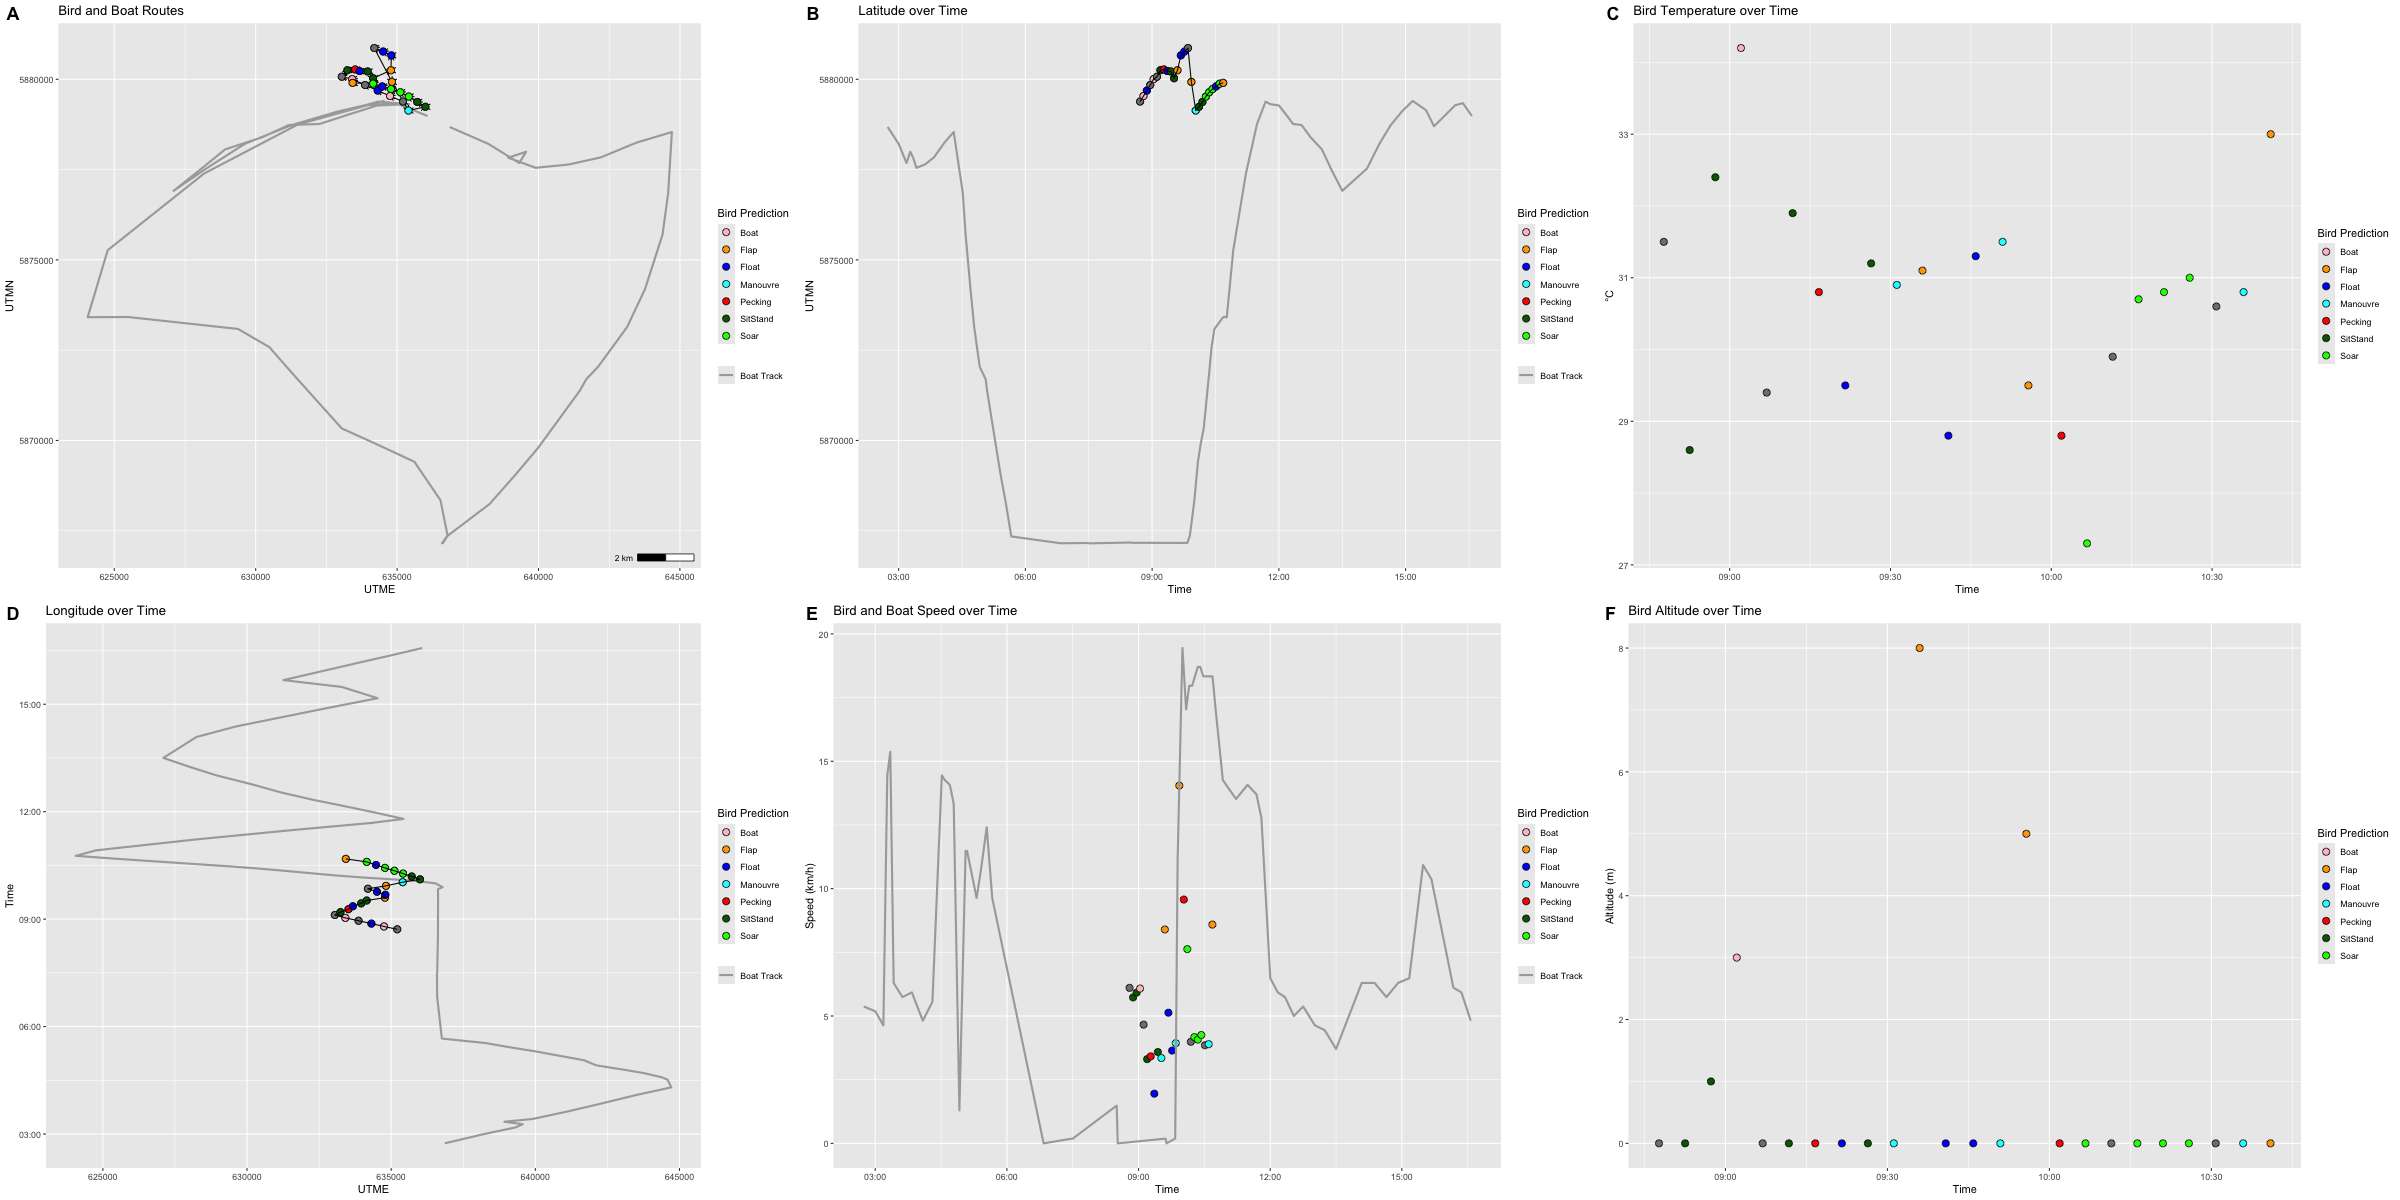 A Bird and Boat Routes
UTMN
5880000
5875000
5870000
625000 630000 635000 640000 645000
UTME
2 km
Bird Prediction
Boat
Flap
Float
Manouvre
Pecking
SitStand
Soar
Boat Track
B Latitude over Time
UTMN
5880000
5875000
5870000
03:00 06:00 09:00 12:00 15:00
Time
Bird Prediction
Boat
Flap
Float
Manouvre
Pecking
SitStand
Soar
Boat Track
C Bird Temperature over Time
°C
33
31
29
27
09:00 09:30 10:00 10:30
Time
Bird Prediction
Boat
Flap
Float
Manouvre
Pecking
SitStand
Soar
D Longitude over Time
Time
15:00
12:00
09:00
06:00
03:00
625000 630000 635000 640000 645000
UTME
Bird Prediction
Boat
Flap
Float
Manouvre
Pecking
SitStand
Soar
Boat Track
E Bird and Boat Speed over Time
Speed (km/h)
20
15
10
5
0
03:00 06:00 09:00 12:00 15:00
Time
Bird Prediction
Boat
Flap
Float
Manouvre
Pecking
SitStand
Soar
Boat Track
F Bird Altitude over Time
Altitude (m)
8
6
4
2
0
09:00 09:30 10:00 10:30
Time
Bird Prediction
Boat
Flap
Float
Manouvre
Pecking
SitStand
Soar